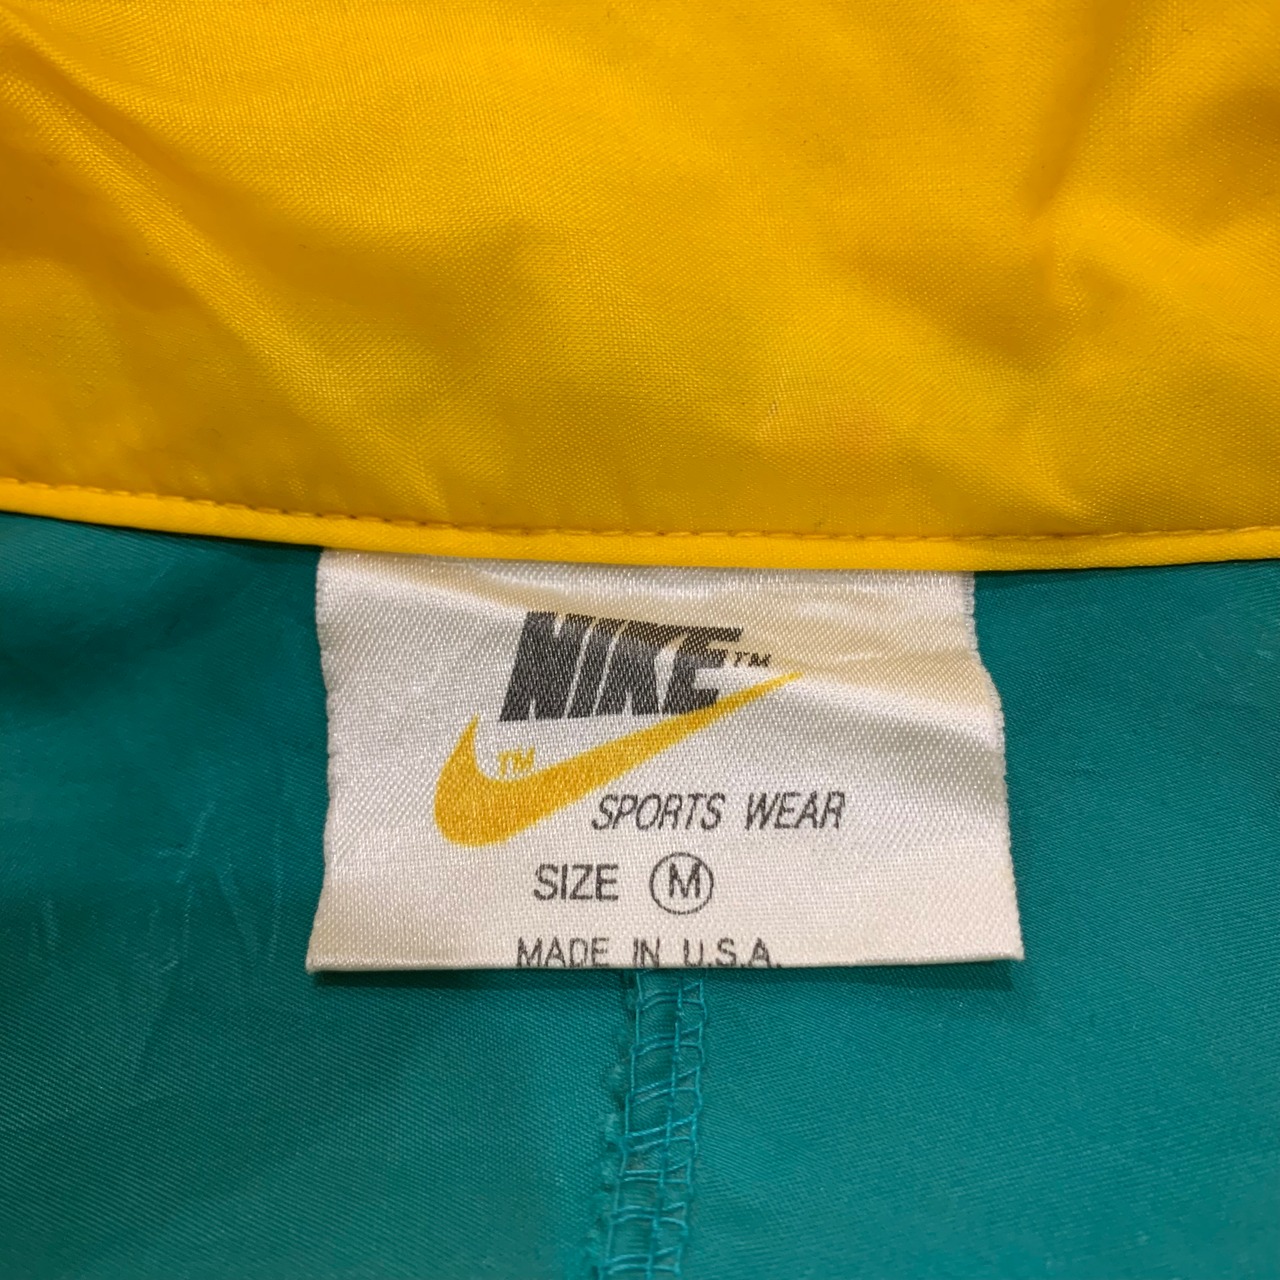 NIKE™
™
SPORTS WEAR
SIZE M
MADE IN U.S.A.